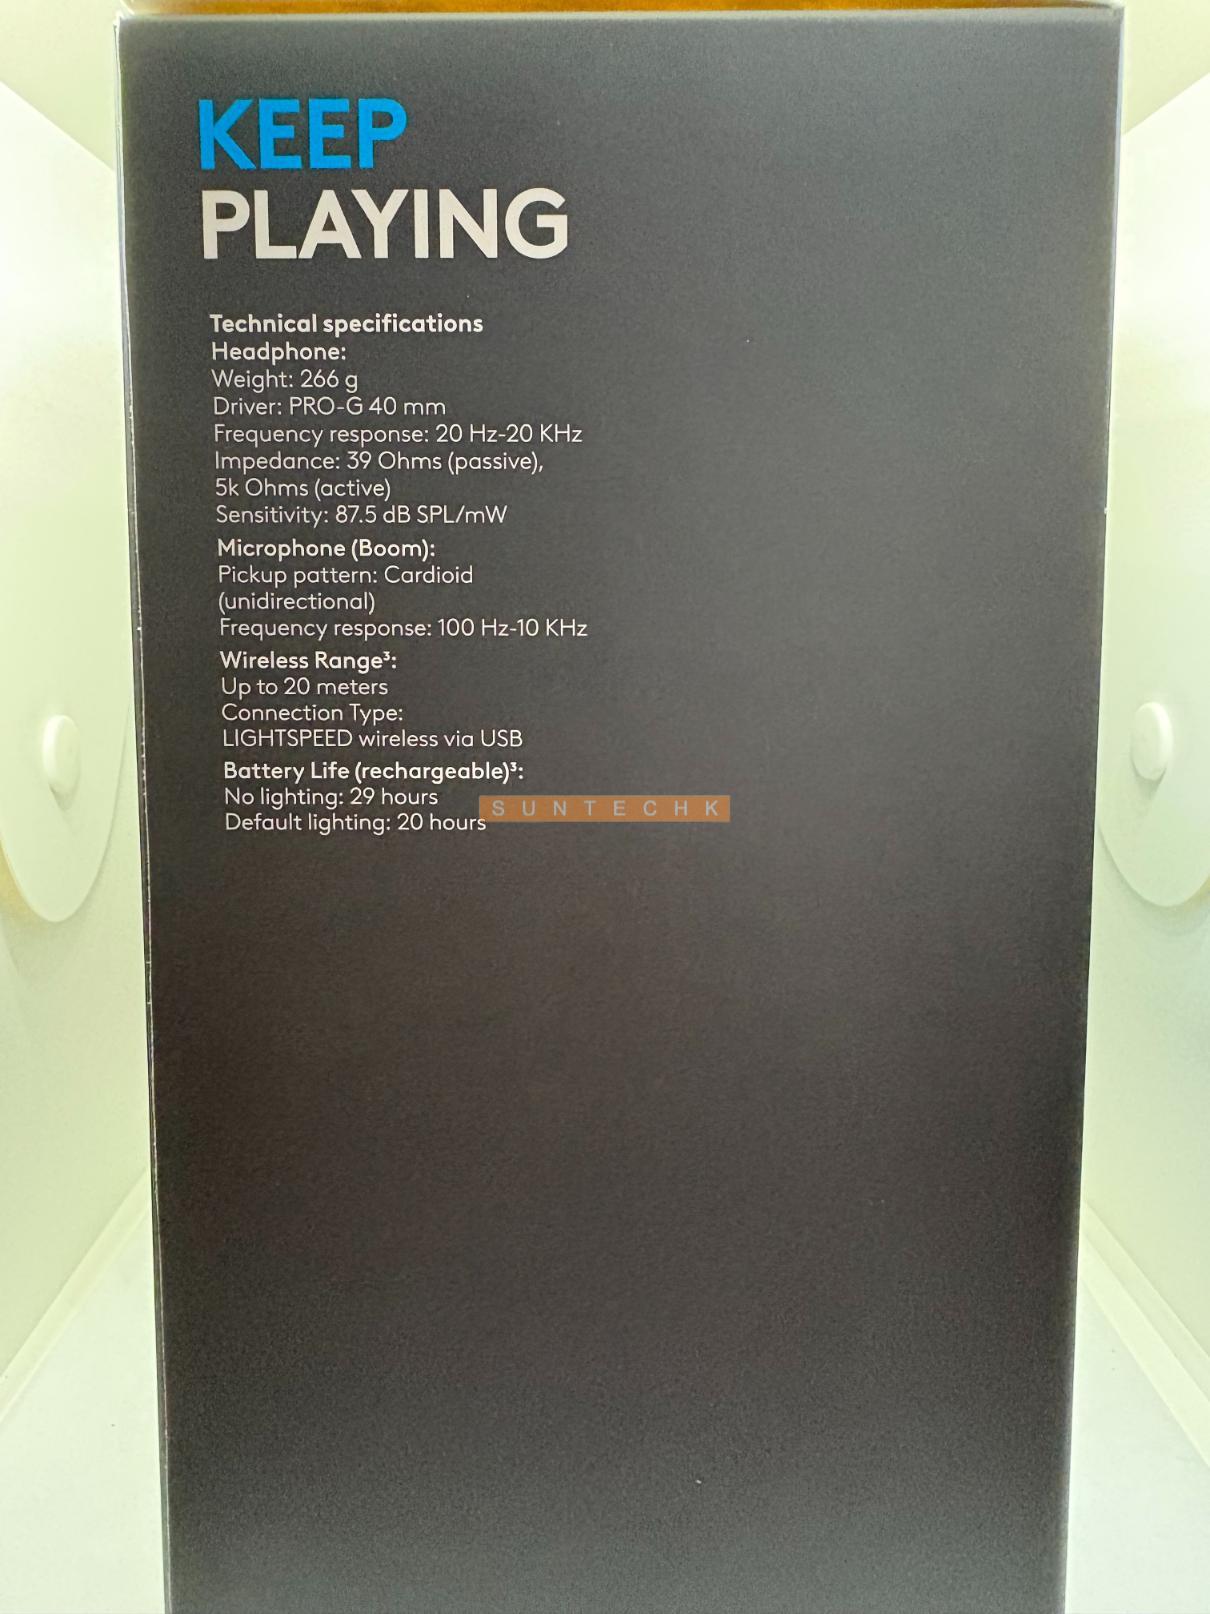 KEEP
PLAYING
Technical specifications
Headphone:
Weight: 266 g
Driver: PRO-G 40 mm
Frequency response: 20 Hz-20 KHz
Impedance: 39 Ohms (passive),
5k Ohms (active)
Sensitivity: 87.5 dB SPL/mW
Microphone (Boom):
Pickup pattern: Cardioid
(unidirectional)
Frequency response: 100 Hz-10 KHz
Wireless Range³:
Up to 20 meters
Connection Type:
LIGHTSPEED wireless via USB
Battery Life (rechargeable)³:
No lighting: 29 hours
Default lighting: 20 hours
SUNTECHK